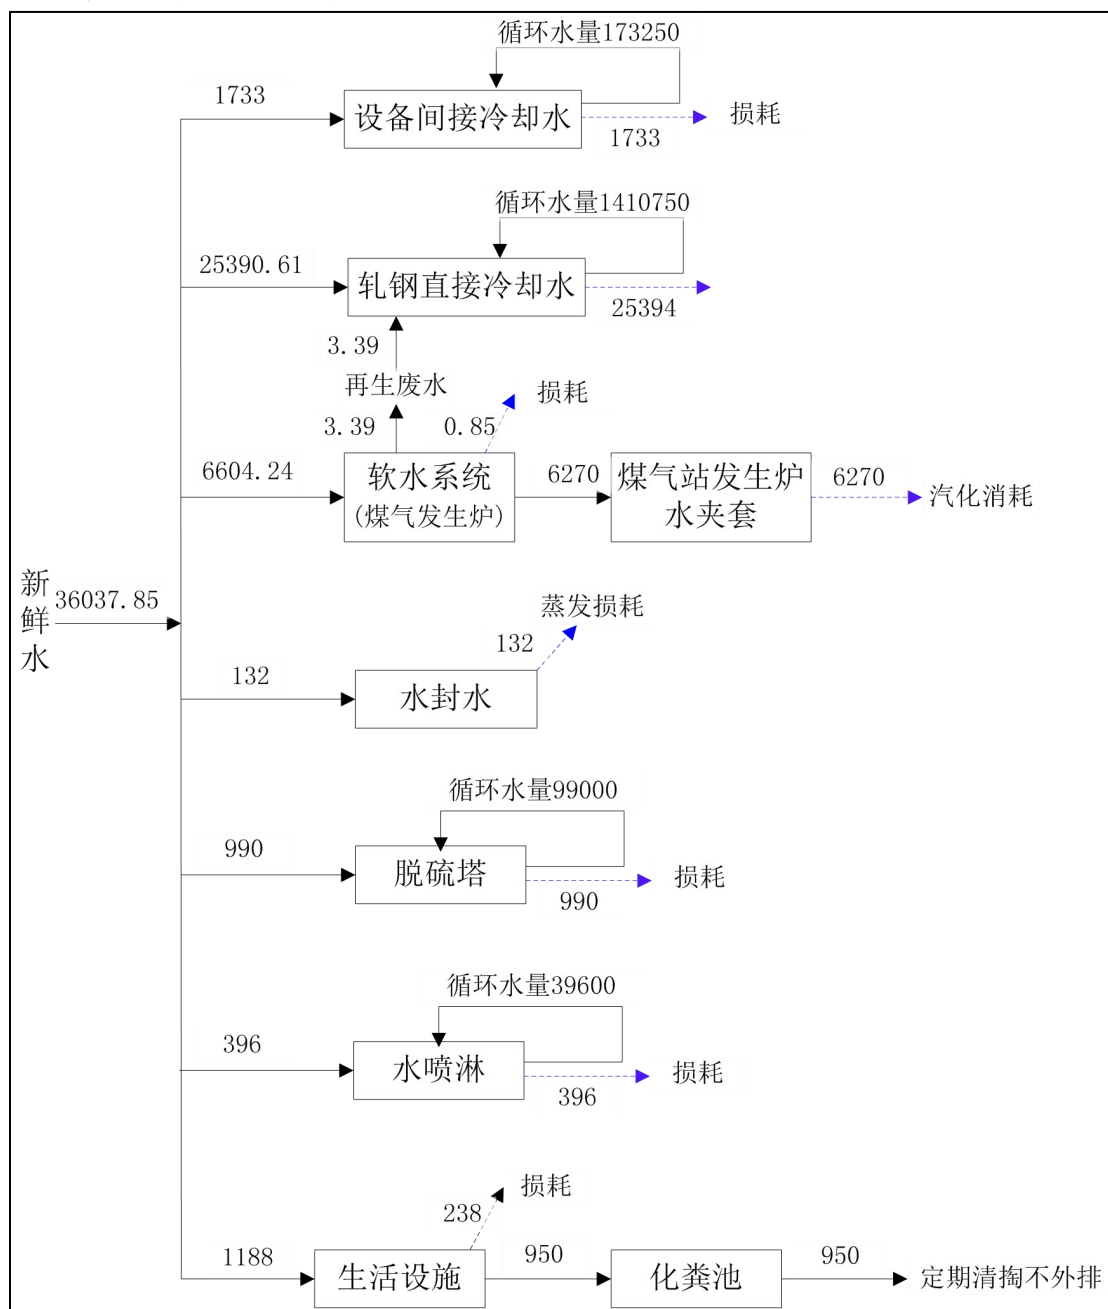 循环水量173250
1733
设备间接冷却水
损耗
1733
循环水量1410750
25390.61
轧钢直接冷却水
25394
3.39
再生废水
3.39
0.85
损耗
6604.24
软水系统
(煤气发生炉)
6270
煤气站发生炉
水夹套
6270
汽化消耗
新鲜水
36037.85
132
水封水
132
蒸发损耗
循环水量99000
990
脱硫塔
990
损耗
循环水量39600
396
水喷淋
396
损耗
1188
生活设施
238
损耗
950
化粪池
950
定期清掏不外排